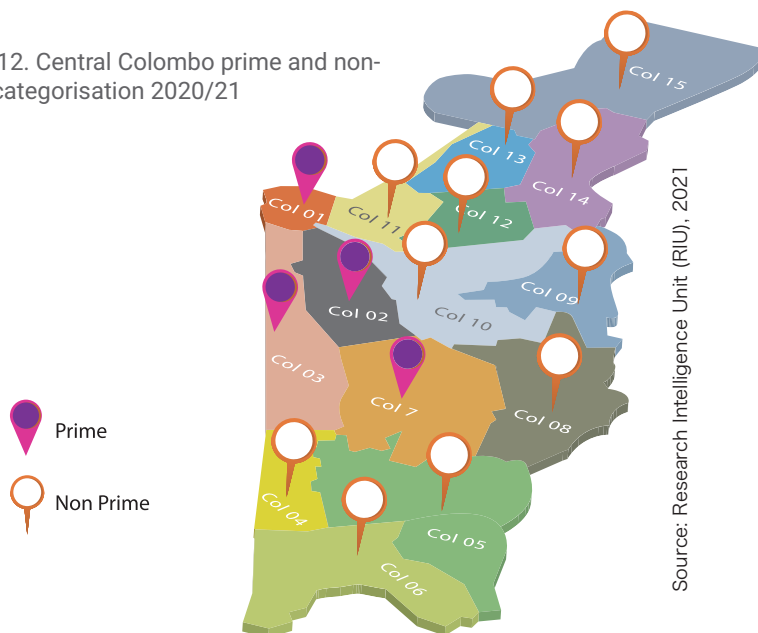 12. Central Colombo prime and non-
categorisation 2020/21
Col 15
Col 13
Col 14
Col 01
Col 11
Col 12
Col 09
Col 02
Col 10
Col 03
Col 7
Col 08
Prime
Non Prime
Col 04
Col 05
Col 06
Source: Research Intelligence Unit (RIU), 2021